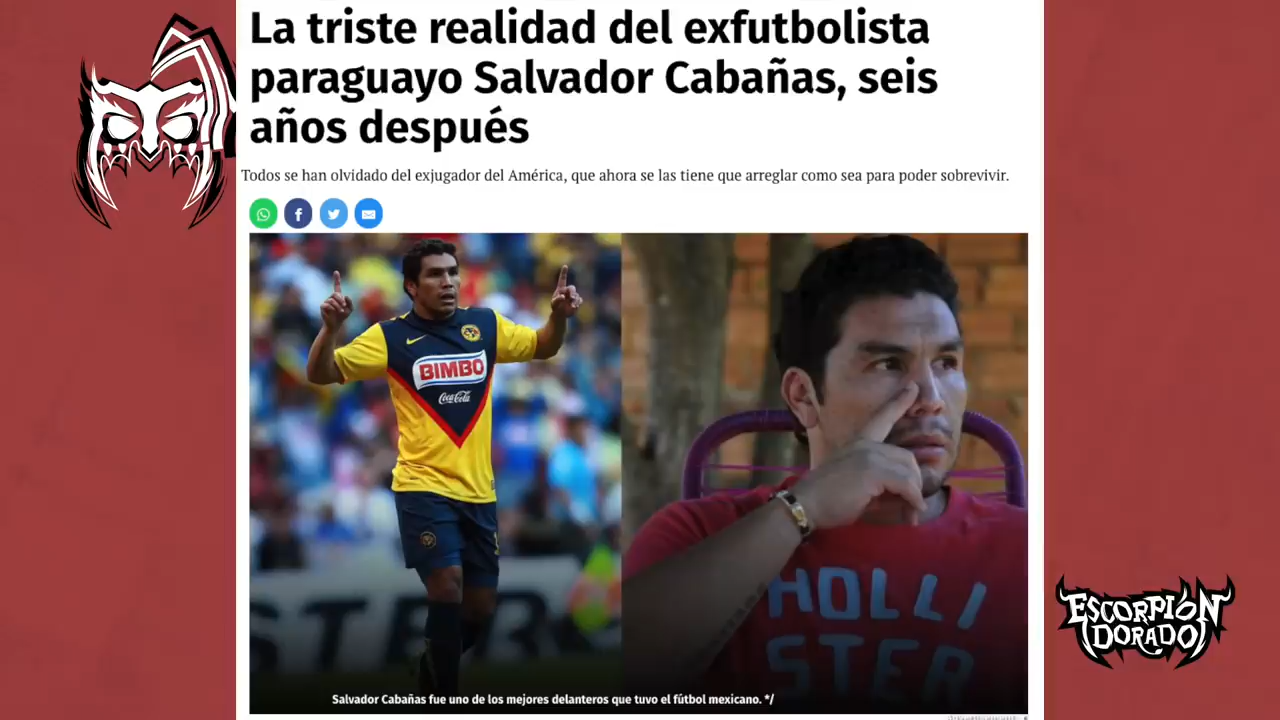 La triste realidad del exfutbolista
paraguayo Salvador Cabañas, seis
años después
Todos se han olvidado del exjugador del América, que ahora se las tiene que arreglar como sea para poder sobrevivir.
BIMBO
Coca-Cola
HOLLI
STER
STER
Salvador Cabañas fue uno de los mejores delanteros que tuvo el fútbol mexicano. */
ESCORPIÓN
DORADO